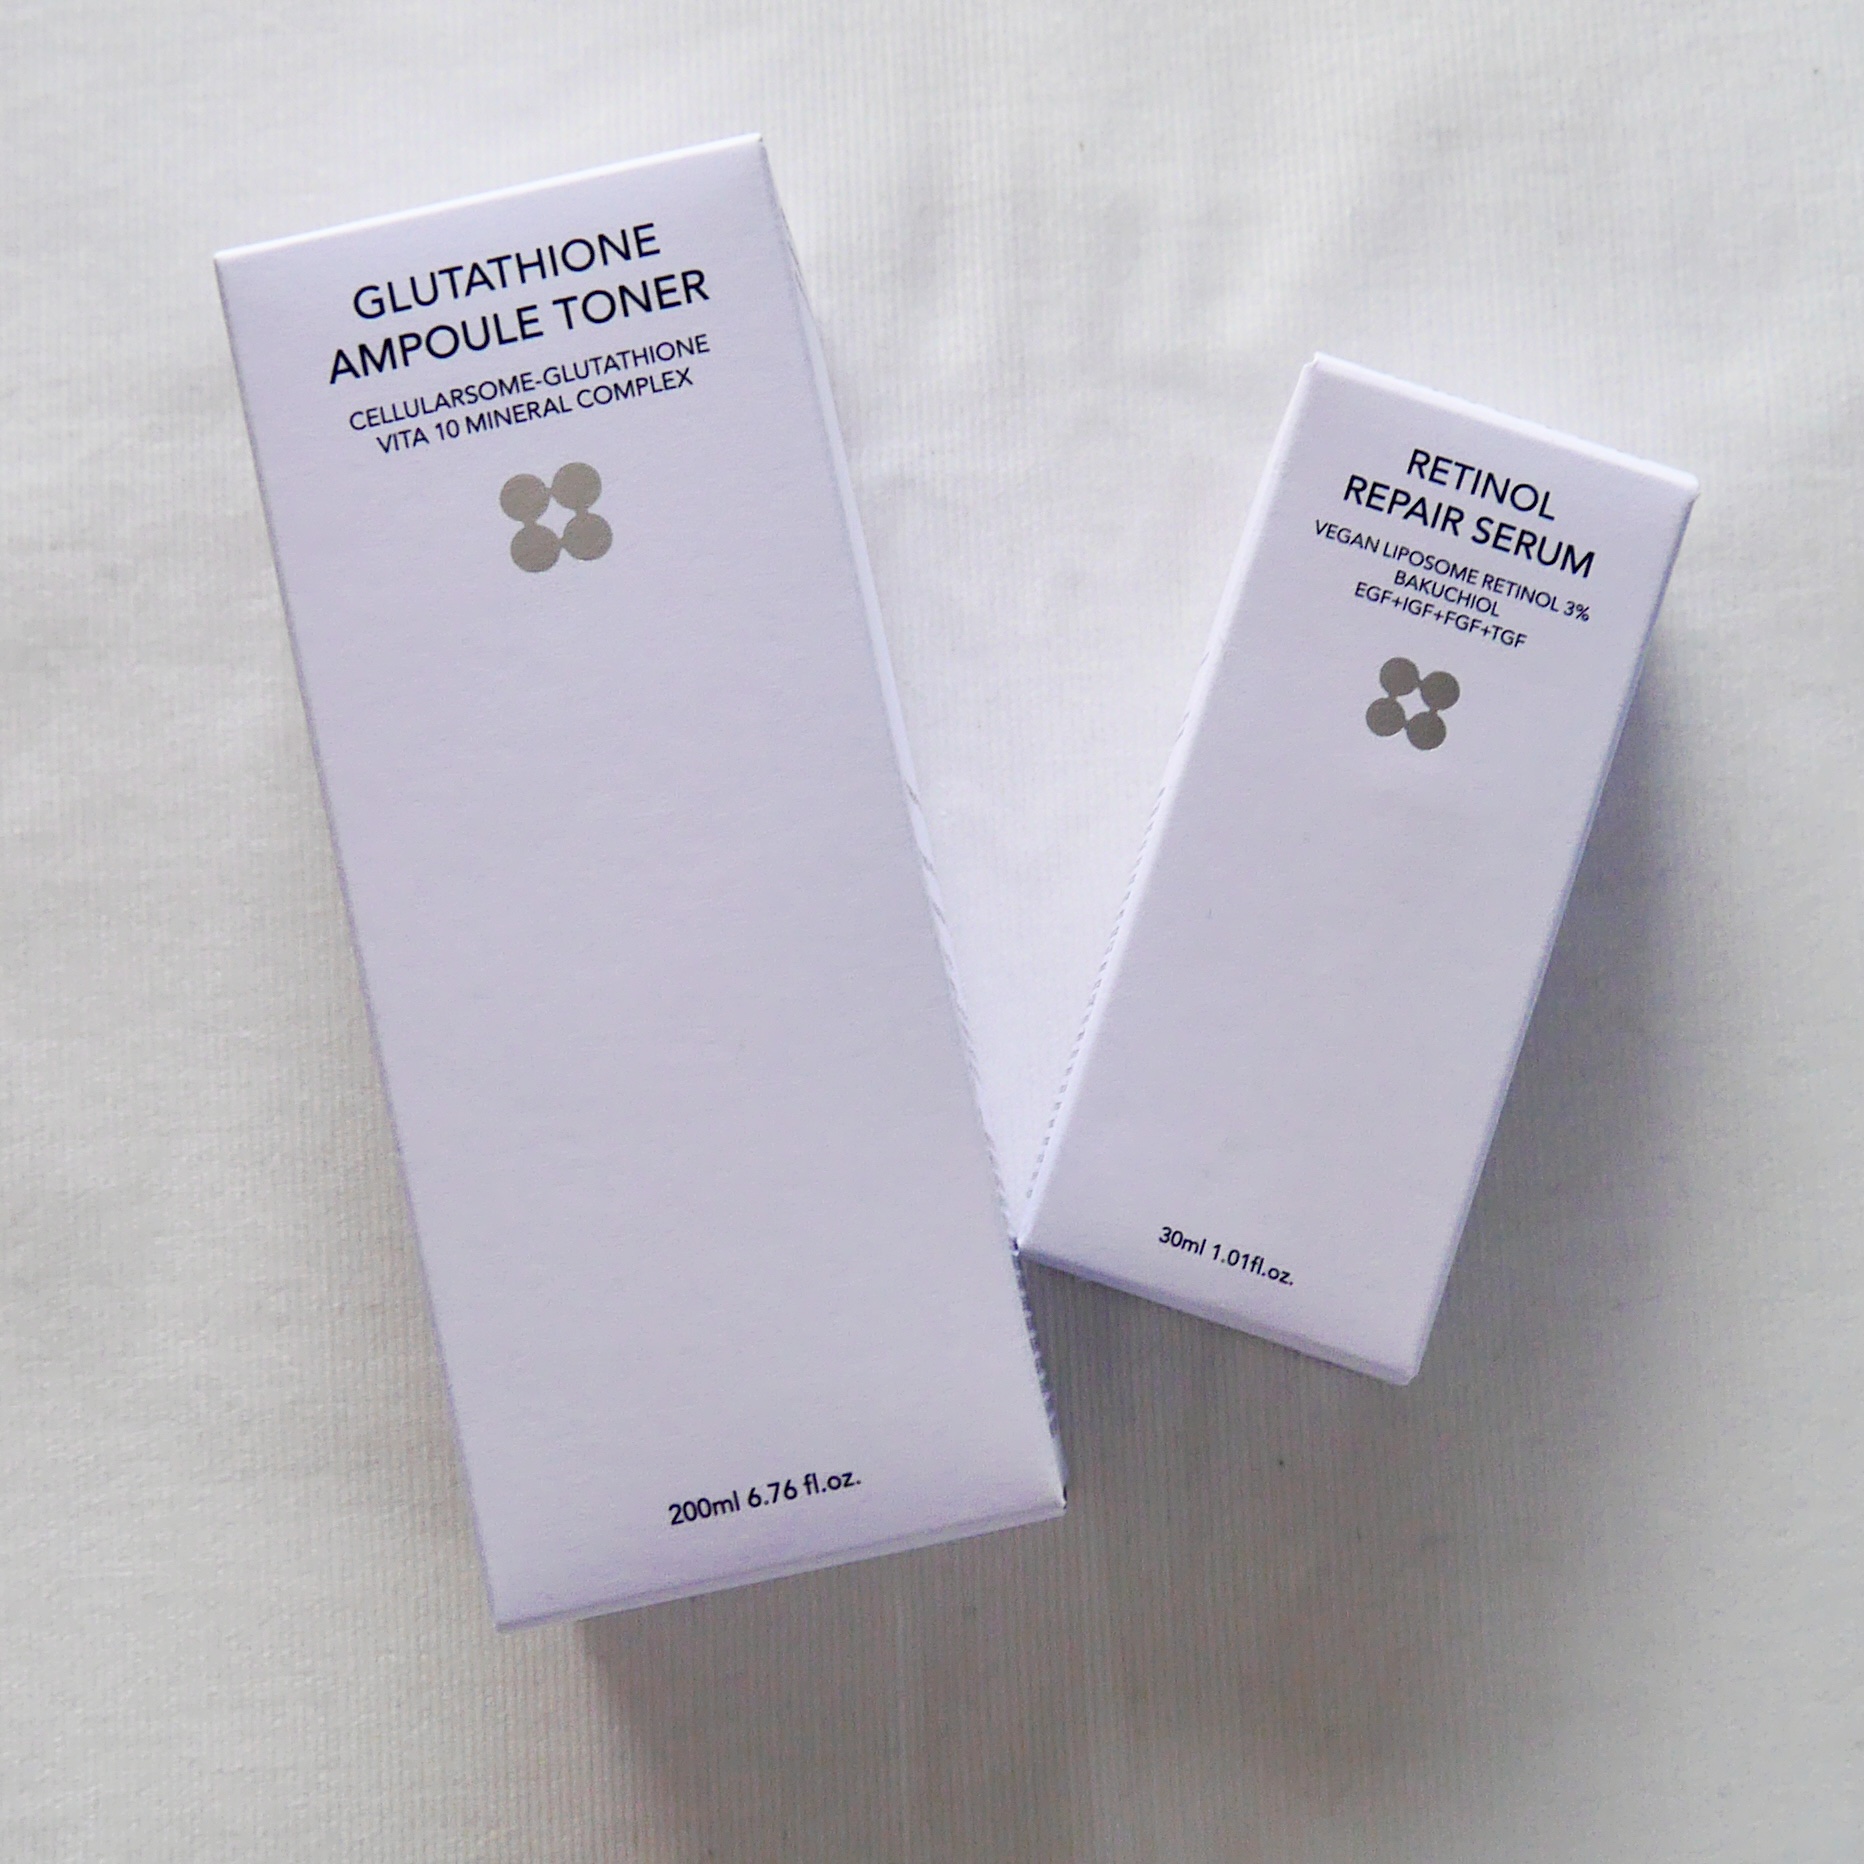 GLUTATHIONE
AMPOULE TONER
CELLULARSOME-GLUTATHIONE
VITA 10 MINERAL COMPLEX
200ml 6.76 fl.oz.
RETINOL
REPAIR SERUM
VEGAN LIPOSOME RETINOL 3%
BAKUCHIOL
EGF+IGF+FGF+TGF
30ml 1.01fl.oz.